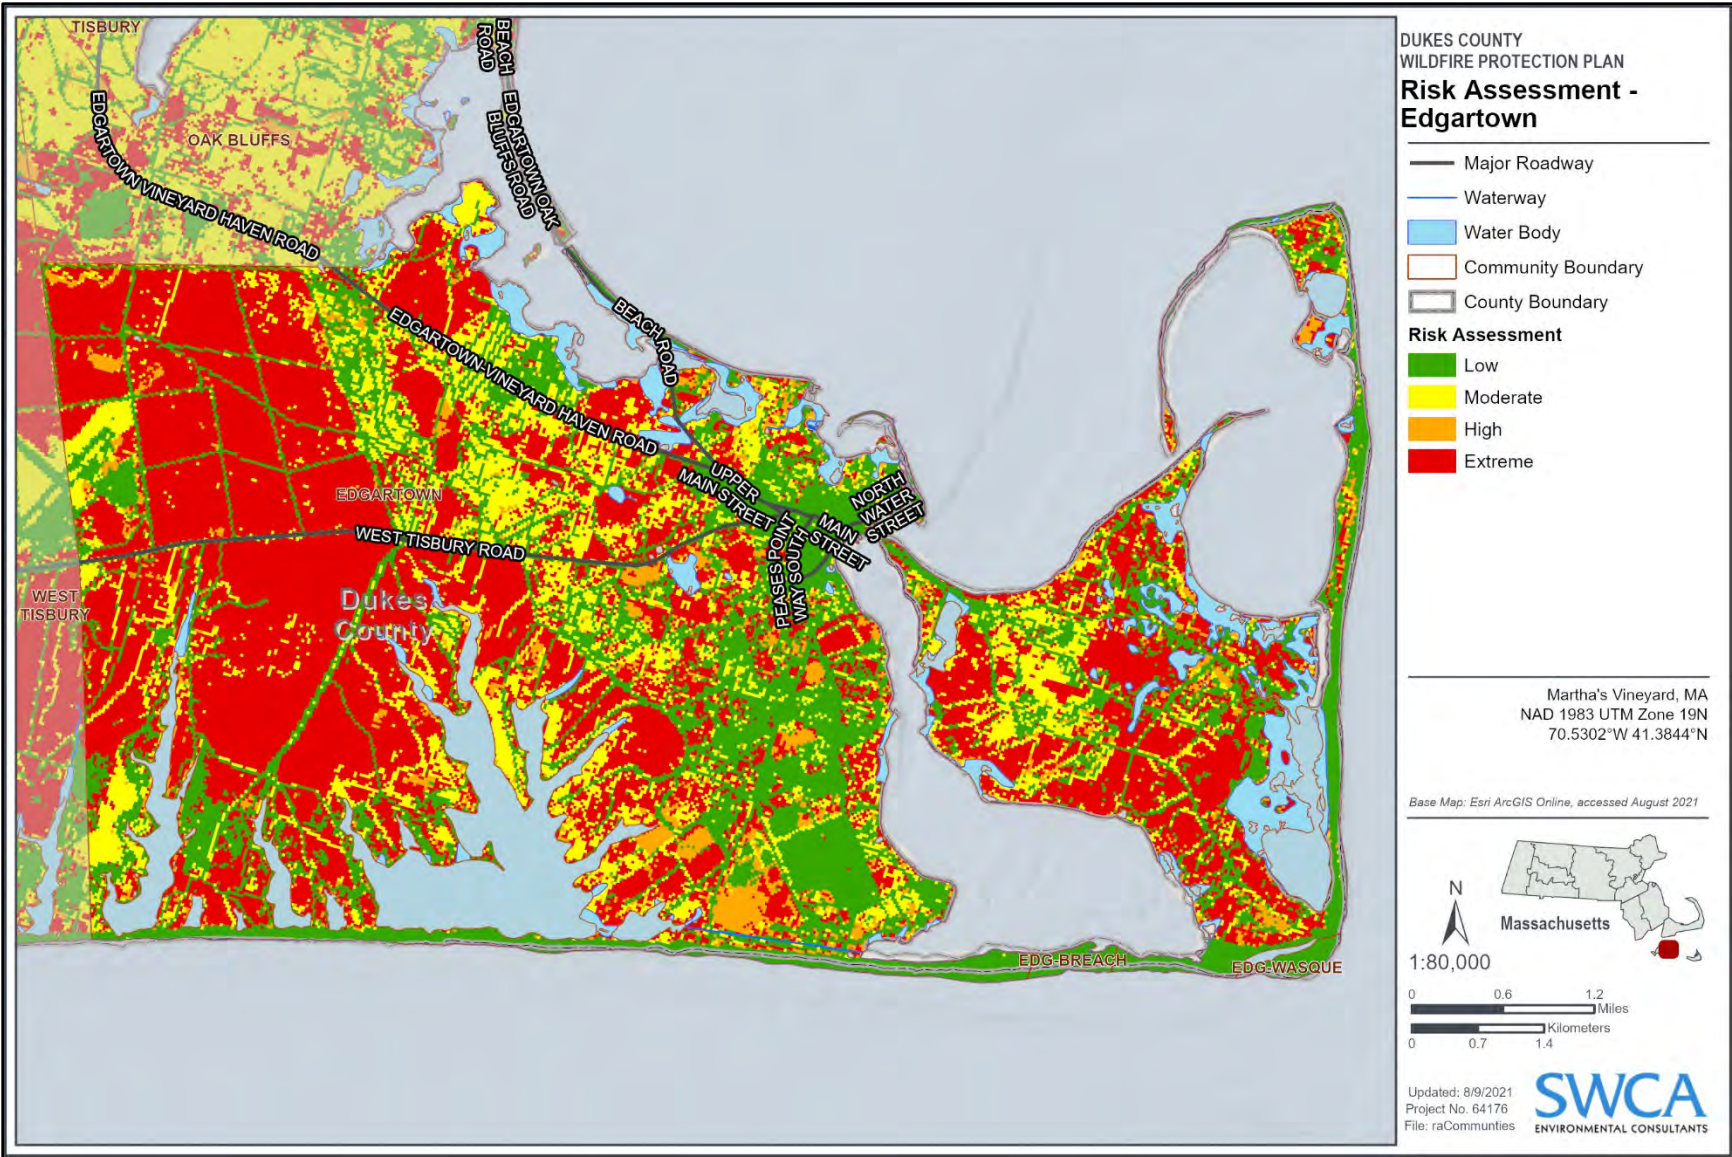 TISBURY
BEACH
ROAD
EDGARTOWN OAK
BLUFFS ROAD
OAK BLUFFS
EDGARTOWN VINEYARD HAVEN ROAD
EDGARTOWN-VINEYARD HAVEN ROAD
BEACH ROAD
UPPER
MAIN STREET
NORTH
WATER
STREET
MAIN
STREET
PEASES POINT
WAY SOUTH
EDGARTOWN
WEST TISBURY ROAD
WEST
TISBURY
Dukes
County
EDG-BREACH
EDG-WASQUE
DUKES COUNTY
WILDFIRE PROTECTION PLAN
Risk Assessment -
Edgartown
Major Roadway
Waterway
Water Body
Community Boundary
County Boundary
Risk Assessment
Low
Moderate
High
Extreme
Martha's Vineyard, MA
NAD 1983 UTM Zone 19N
70.5302°W 41.3844°N
Base Map: Esri ArcGIS Online, accessed August 2021
N
Massachusetts
1:80,000
0 0.6 1.2
Miles
Kilometers
0 0.7 1.4
Updated: 8/9/2021
Project No. 64176
File: raCommunties
SWCA
ENVIRONMENTAL CONSULTANTS